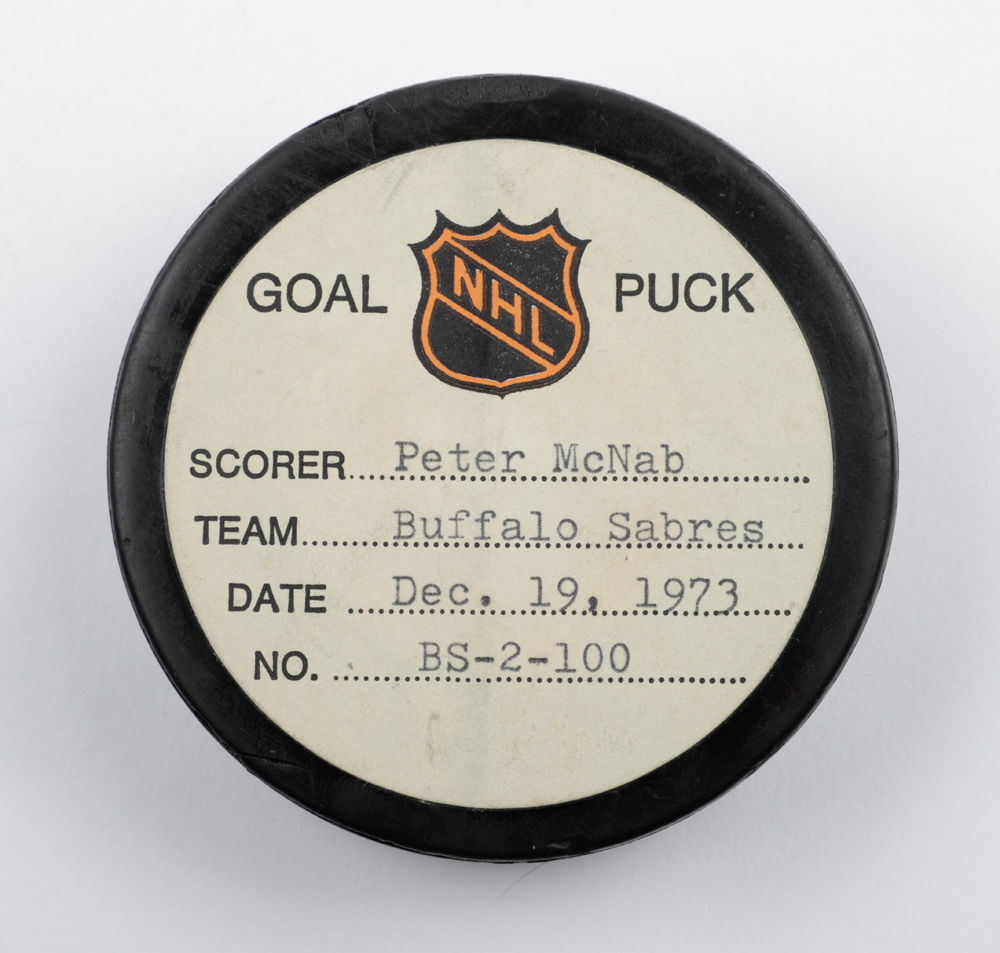 GOAL NHL PUCK
SCORER....Peter McNab..........
TEAM........Buffalo Sabres....
DATE ....Dec. 19, 1973.....
NO. .......BS-2-100............